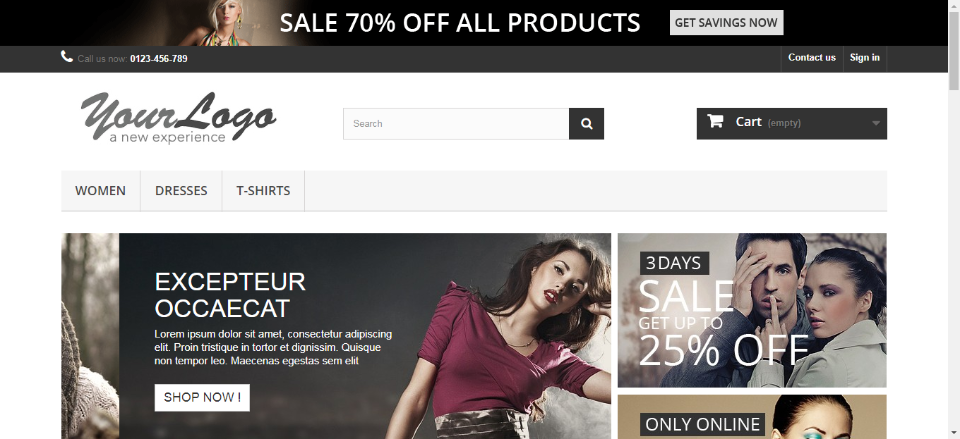 SALE 70% OFF ALL PRODUCTS
GET SAVINGS NOW
Call us now: 0123-456-789
Contact us
Sign in
YourLogo
a new experience
Search
Cart (empty)
WOMEN
DRESSES
T-SHIRTS
EXCEPTEUR
OCCAECAT
Lorem ipsum dolor sit amet, consectetur adipiscing
elit. Proin tristique in tortor et dignissim. Quisque
non tempor leo. Maecenas egestas sem elit
SHOP NOW !
3DAYS
SALE
GET UP TO
25% OFF
ONLY ONLINE